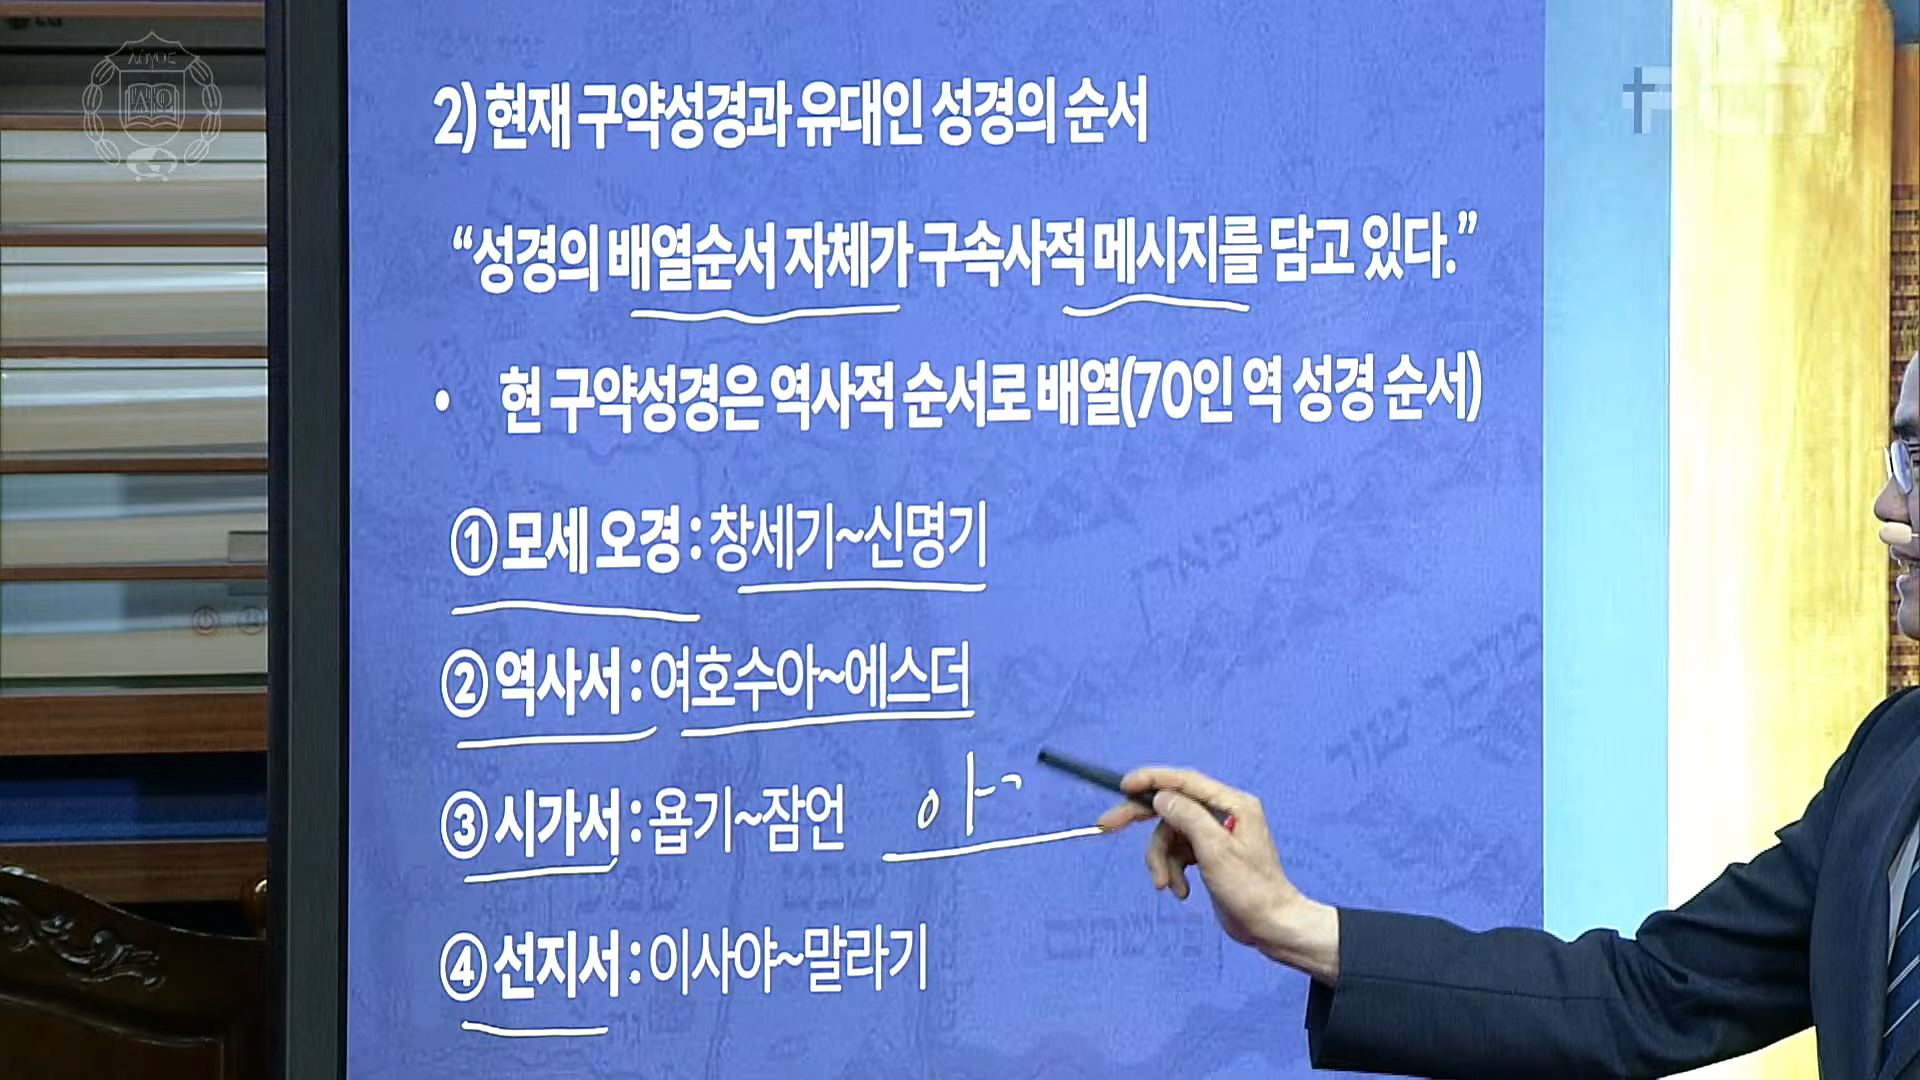 λόγος
ΑΩ
2) 현재 구약성경과 유대인 성경의 순서
“성경의 배열순서 자체가 구속사적 메시지를 담고 있다.”
• 현 구약성경은 역사적 순서로 배열(70인 역 성경 순서)
① 모세 오경 : 창세기~신명기
② 역사서 : 여호수아~에스더
③ 시가서 : 욥기~잠언
④ 선지서 : 이사야~말라기